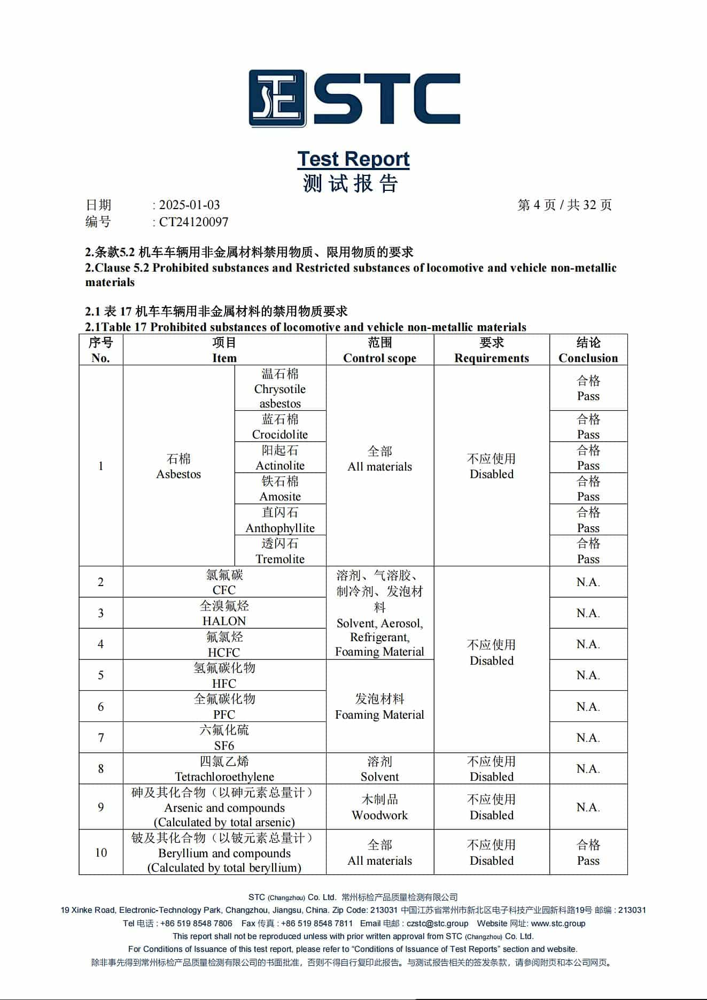 STC
Test Report
测试报告
日期 : 2025-01-03 第 4 页 / 共 32 页
编号 : CT24120097
2.条款5.2 机车车辆用非金属材料禁用物质、限用物质的要求
2.Clause 5.2 Prohibited substances and Restricted substances of locomotive and vehicle non-metallic
materials
2.1 表 17 机车车辆用非金属材料的禁用物质要求
2.1Table 17 Prohibited substances of locomotive and vehicle non-metallic materials
序号 项目 范围 要求 结论
No. Item Control scope Requirements Conclusion
1
石棉
Asbestos
温石棉
Chrysotile
asbestos
全部
All materials
不应使用
Disabled
合格
Pass
蓝石棉
Crocidolite
合格
Pass
阳起石
Actinolite
合格
Pass
铁石棉
Amosite
合格
Pass
直闪石
Anthophyllite
合格
Pass
透闪石
Tremolite
合格
Pass
2
氯氟碳
CFC
溶剂、气溶胶、
制冷剂、发泡材
料
Solvent, Aerosol,
Refrigerant,
Foaming Material
不应使用
Disabled
N.A.
3
全溴氟烃
HALON
N.A.
4
氟氯烃
HCFC
N.A.
5
氢氟碳化物
HFC
发泡材料
Foaming Material
N.A.
6
全氟碳化物
PFC
N.A.
7
六氟化硫
SF6
N.A.
8
四氯乙烯
Tetrachloroethylene
溶剂
Solvent
不应使用
Disabled
N.A.
9
砷及其化合物（以砷元素总量计）
Arsenic and compounds
(Calculated by total arsenic)
木制品
Woodwork
不应使用
Disabled
N.A.
10
铍及其化合物（以铍元素总量计）
Beryllium and compounds
(Calculated by total beryllium)
全部
All materials
不应使用
Disabled
合格
Pass
STC (Changzhou) Co. Ltd. 常州标检产品质量检测有限公司
19 Xinke Road, Electronic-Technology Park, Changzhou, Jiangsu, China. Zip Code: 213031 中国江苏省常州市新北区电子科技产业园新科路19号 邮编 : 213031
Tel 电话 : +86 519 8548 7806 Fax 传真 : +86 519 8548 7811 Email 电邮 : czstc@stc.group Website 网址: www.stc.group
This report shall not be reproduced unless with prior written approval from STC (Changzhou) Co. Ltd.
For Conditions of Issuance of this test report, please refer to “Conditions of Issuance of Test Reports” section and website.
除非事先得到常州标检产品质量检测有限公司的书面批准，否则不得自行复印此报告。与测试报告相关的签发条款，请参阅附页和本公司网页。